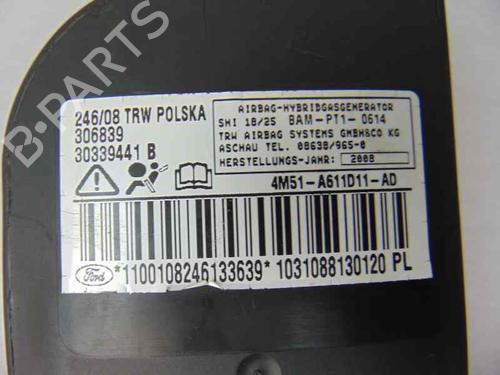 B-PARTS
246/08 TRW POLSKA
306839
30339441 B
AIRBAG-HYBRIDGASGENERATOR
SHI 18/25 BAM-PT1-0614
TRW AIRBAG SYSTEMS GMBH&CO KG
ASCHAU TEL. 08638/965-0
HERSTELLUNGS-JAHR: 2008
4M51-A611D11-AD
Ford
*1100108246133639*1031088130120 PL